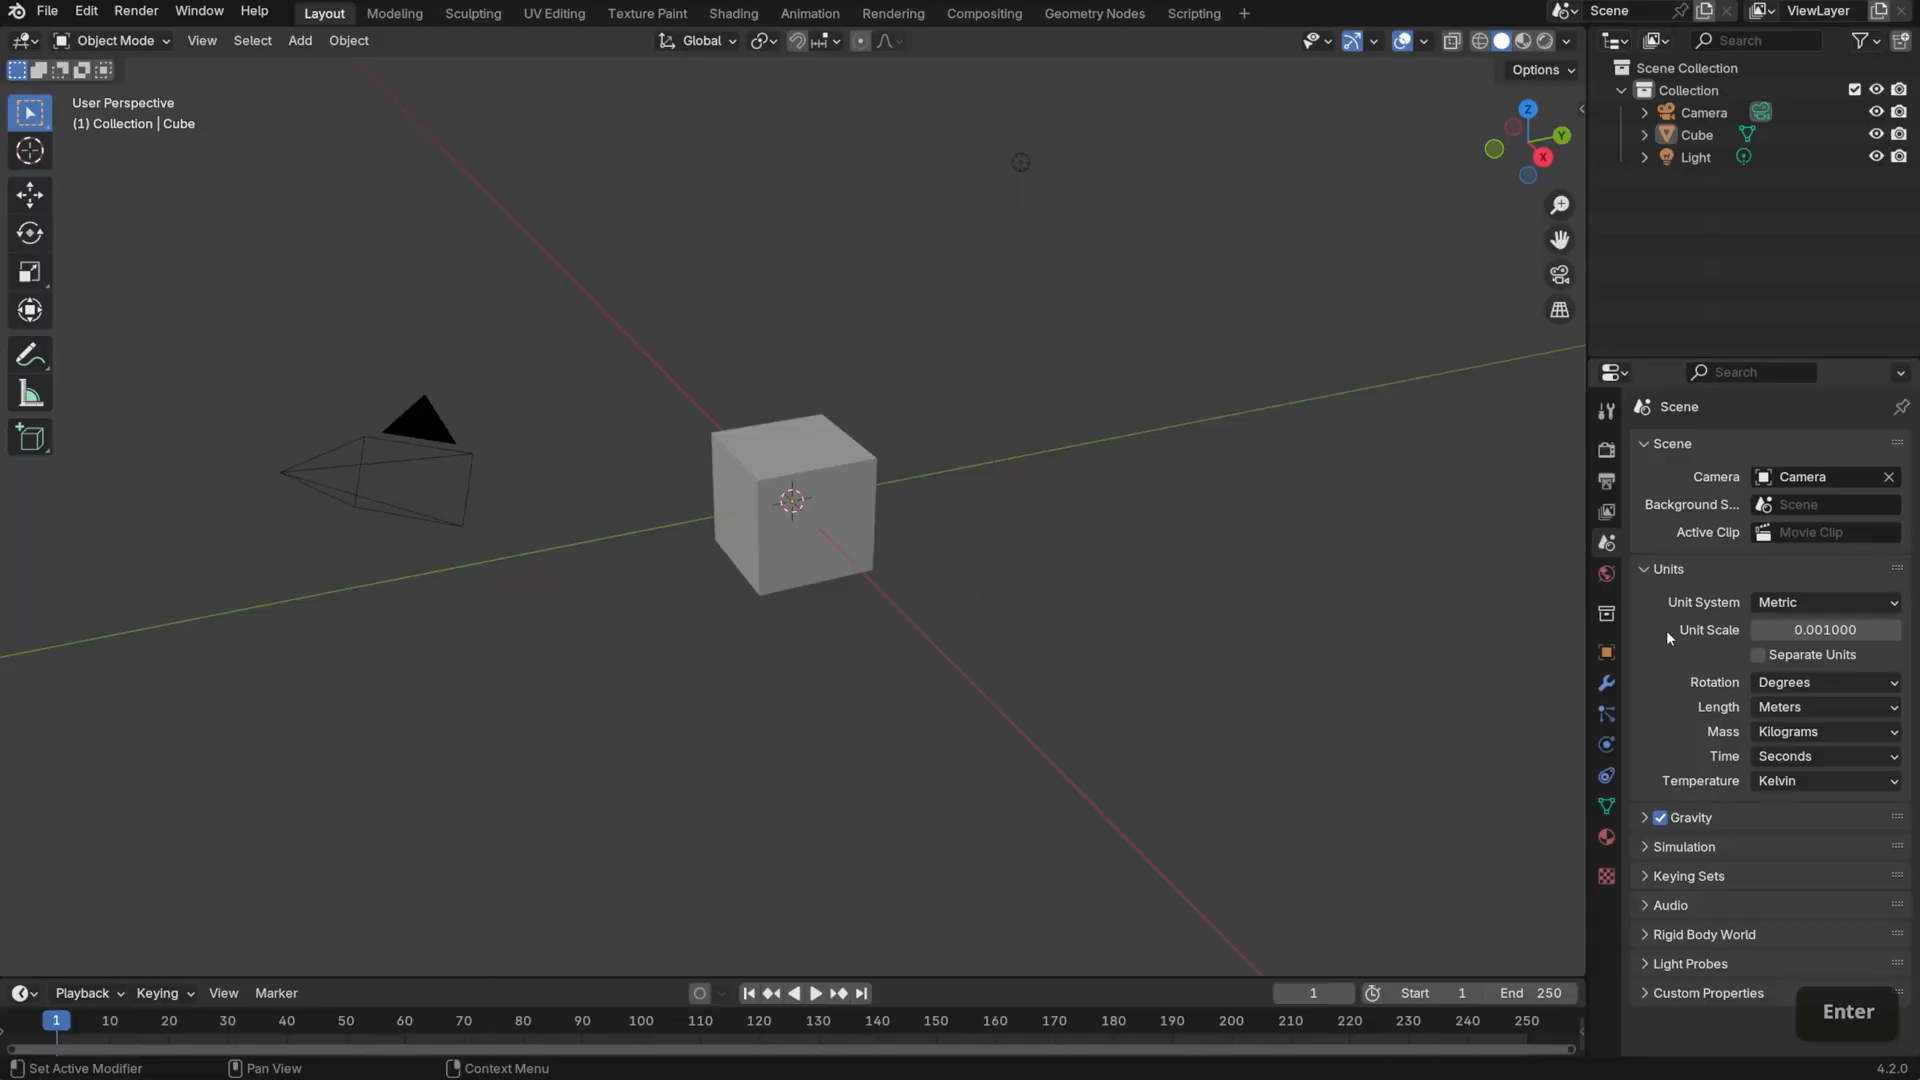 File Edit Render Window Help Layout Modeling Sculpting UV Editing Texture Paint Shading Animation Rendering Compositing Geometry Nodes Scripting + Scene ViewLayer
Object Mode View Select Add Object Global Search
Options
User Perspective
(1) Collection | Cube
Z
Y
X
Scene Collection
Collection
Camera
Cube
Light
Search
Scene
Scene
Camera Camera
Background S... Scene
Active Clip Movie Clip
Units
Unit System Metric
Unit Scale 0.001000
Separate Units
Rotation Degrees
Length Meters
Mass Kilograms
Time Seconds
Temperature Kelvin
Gravity
Simulation
Keying Sets
Audio
Rigid Body World
Light Probes
Custom Properties
Enter
Playback Keying View Marker 1 Start 1 End 250
1 10 20 30 40 50 60 70 80 90 100 110 120 130 140 150 160 170 180 190 200 210 220 230 240 250
Set Active Modifier Pan View Context Menu 4.2.0